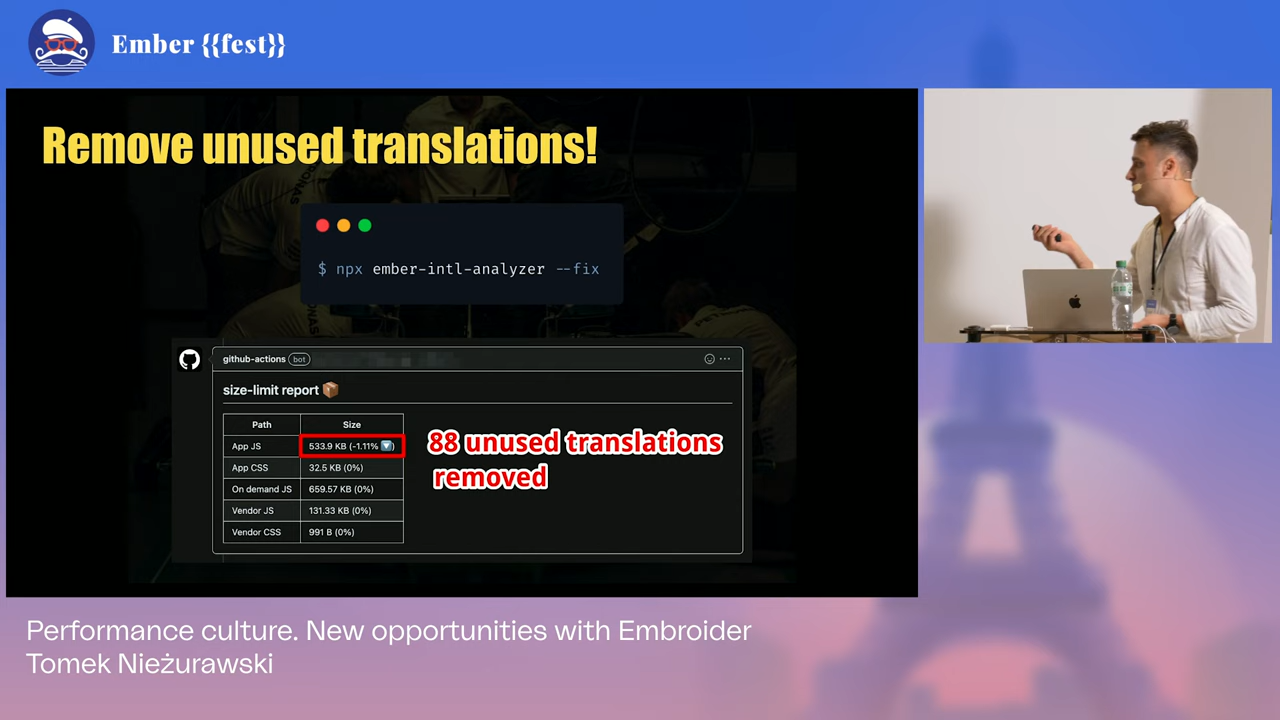 Ember {{fest}}
Remove unused translations!
$ npx ember-intl-analyzer --fix
github-actions bot
size-limit report 📦
Path Size
App JS 533.9 KB (-1.11% 🔽)
App CSS 32.5 KB (0%)
On demand JS 659.57 KB (0%)
Vendor JS 131.33 KB (0%)
Vendor CSS 991 B (0%)
88 unused translations
removed
Performance culture. New opportunities with Embroider
Tomek Nieżurawski